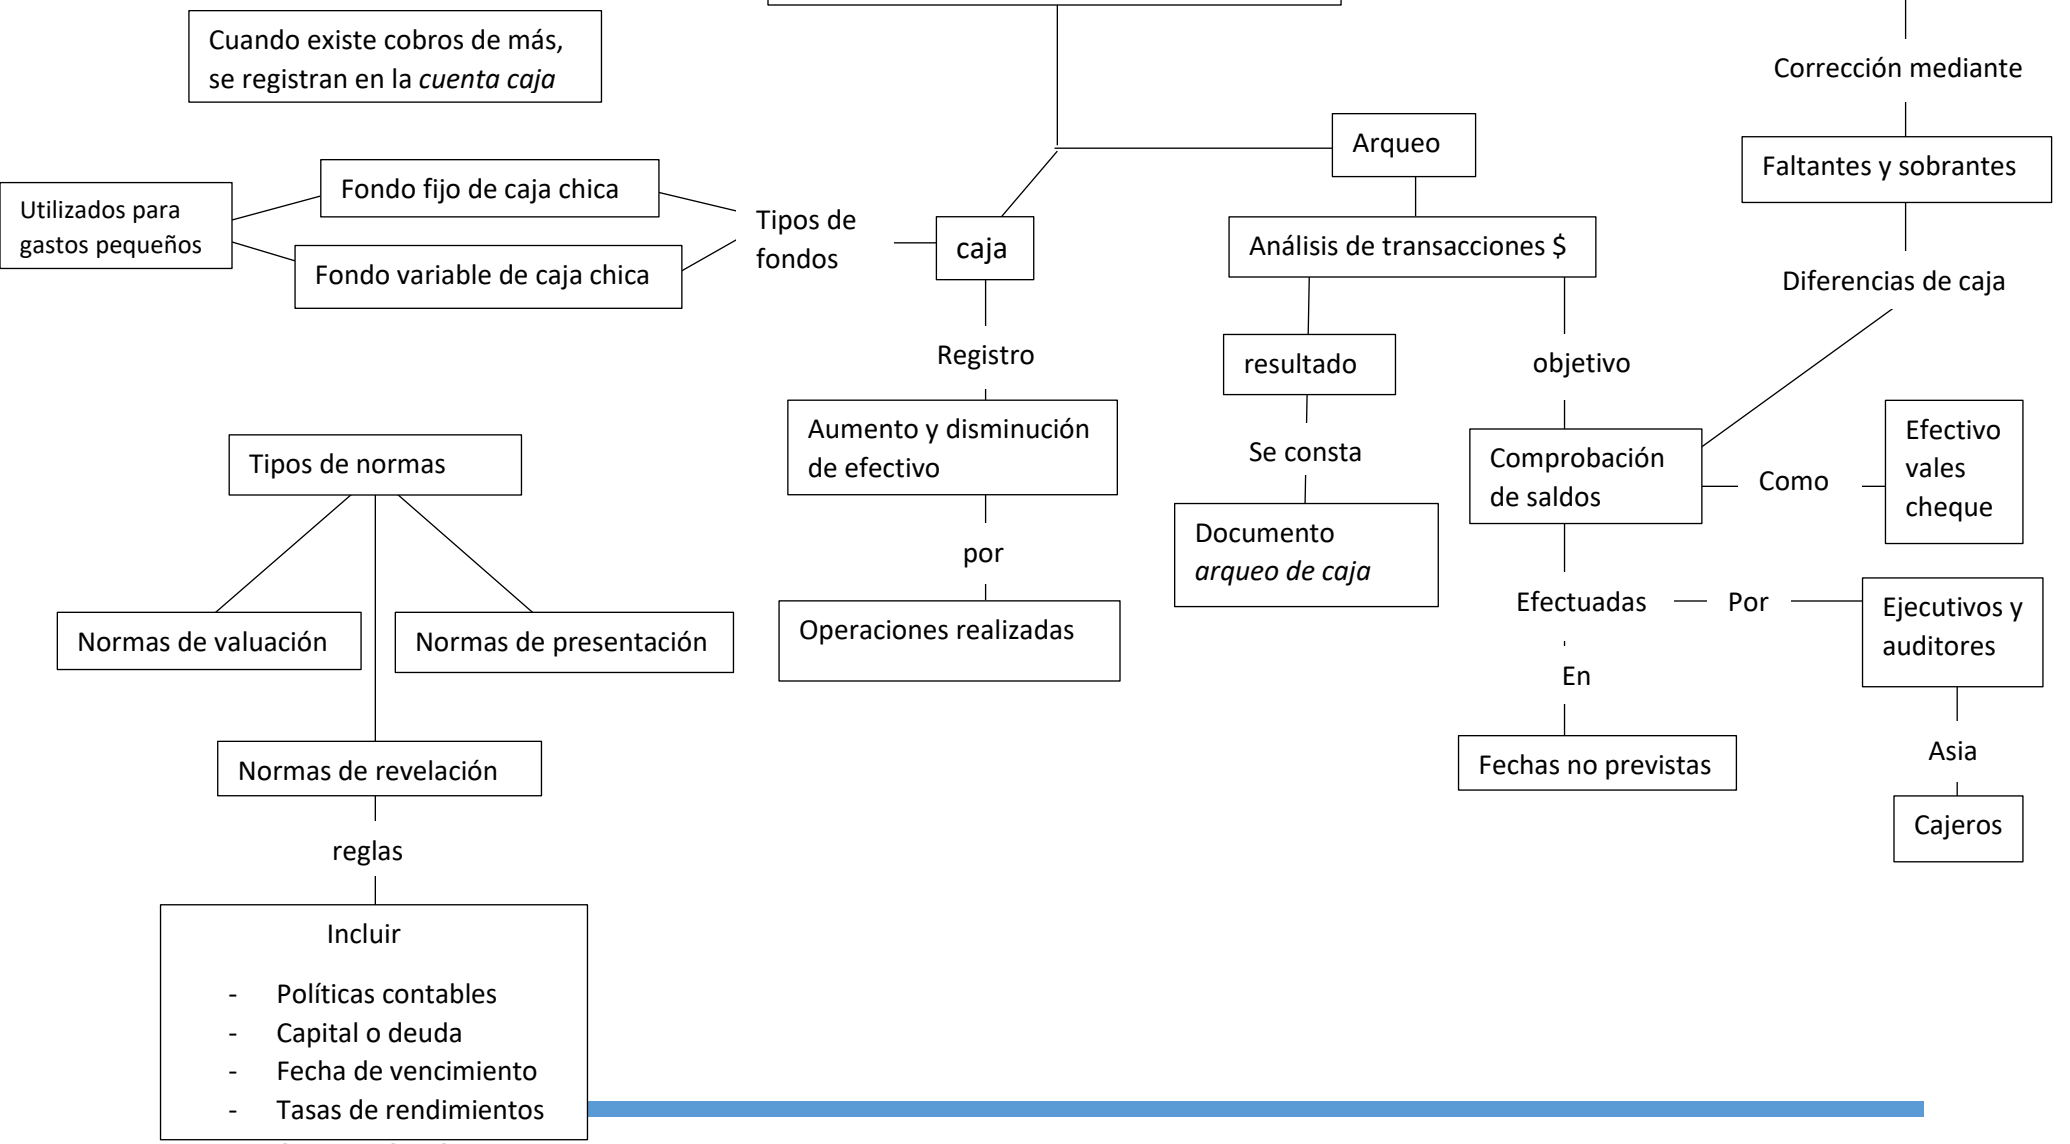 Cuando existe cobros de más,
se registran en la cuenta caja
Corrección mediante
Arqueo
Faltantes y sobrantes
Fondo fijo de caja chica
Utilizados para
gastos pequeños
Tipos de
fondos
caja
Análisis de transacciones $
Fondo variable de caja chica
Diferencias de caja
Registro
resultado
objetivo
Aumento y disminución
de efectivo
Se consta
Comprobación
de saldos
Como
Efectivo
vales
cheque
Tipos de normas
por
Documento
arqueo de caja
Efectuadas
Por
Ejecutivos y
auditores
Normas de valuación
Normas de presentación
Operaciones realizadas
En
Normas de revelación
Fechas no previstas
Asia
Cajeros
reglas
Incluir
- Políticas contables
- Capital o deuda
- Fecha de vencimiento
- Tasas de rendimientos